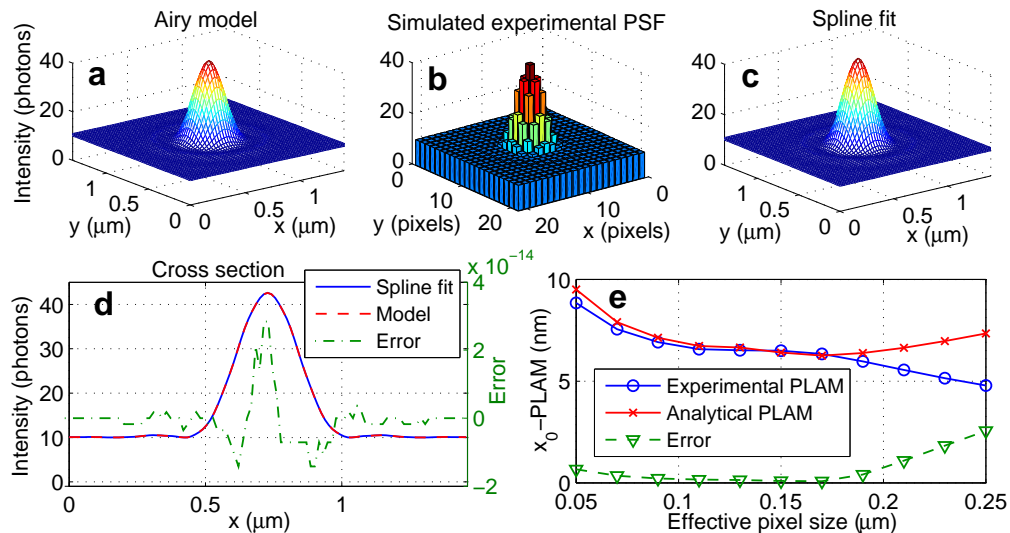 Airy model
Simulated experimental PSF
Spline fit
a
b
c
Intensity (photons)
40
20
0
1
0.5
0
0
0.5
1
y (μm)
x (μm)
40
20
0
0
10
20
20
10
0
y (pixels)
x (pixels)
40
20
0
1
0.5
0
0
0.5
1
y (μm)
x (μm)
Cross section
d
x 10⁻¹⁴
Intensity (photons)
40
30
20
10
0
0
0.5
1
x (μm)
Spline fit
Model
Error
4
2
0
−2
Error
e
x₀−PLAM (nm)
10
5
0
Experimental PLAM
Analytical PLAM
Error
0.05
0.1
0.15
0.2
0.25
Effective pixel size (μm)